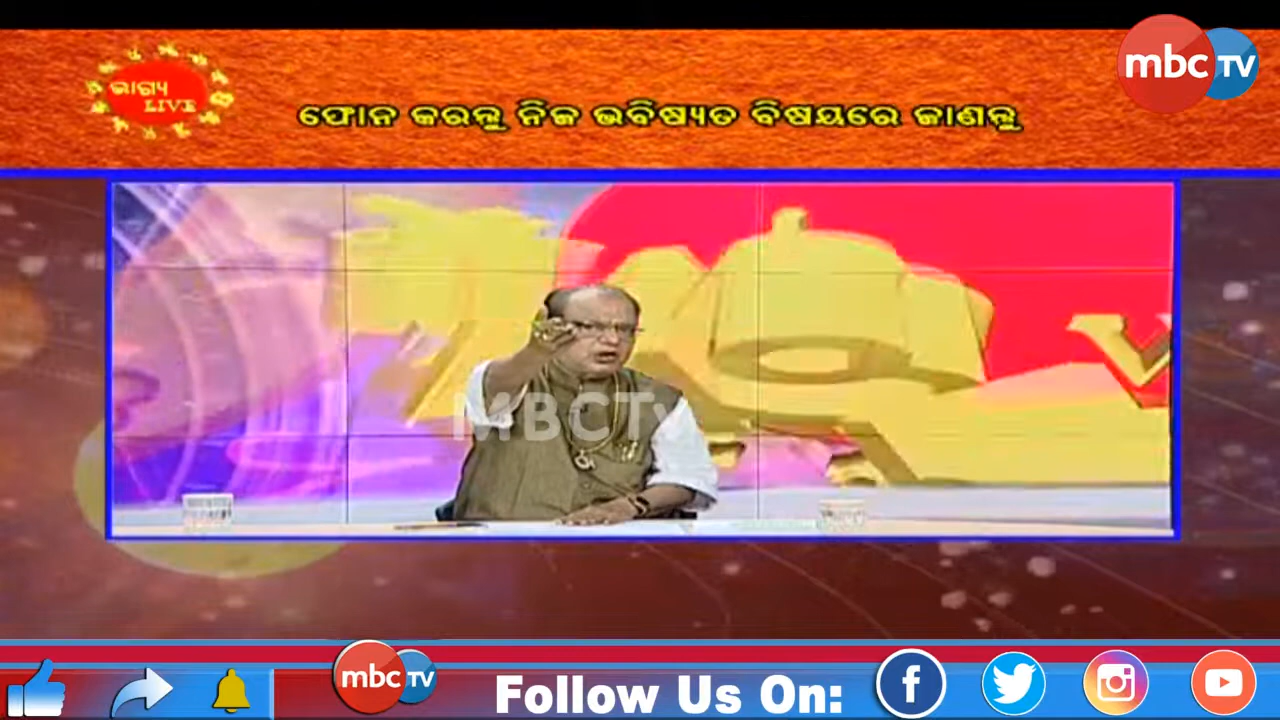 mbc TV
ଭାଗ୍ୟ
LIVE
ଫୋନ କରନ୍ତୁ ନିଜ ଭବିଷ୍ୟତ ବିଷୟରେ ଜାଣନ୍ତୁ
MBCTv
mbc TV
Follow Us On: